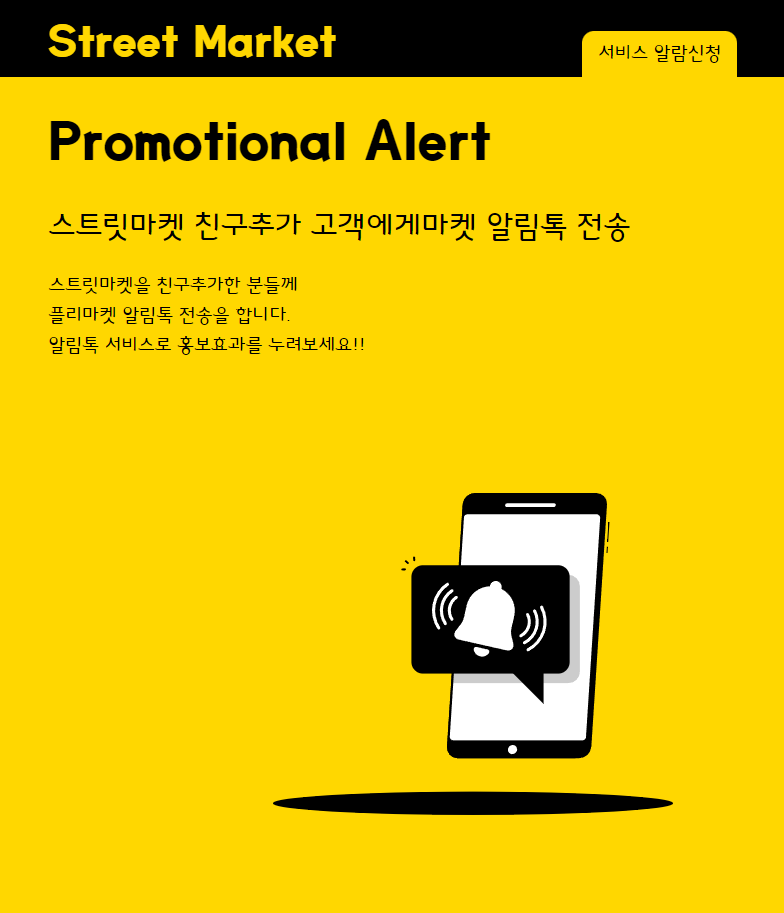 Street Market
서비스 알람신청
Promotional Alert
스트릿마켓 친구추가 고객에게마켓 알림톡 전송
스트릿마켓을 친구추가한 분들께
플리마켓 알림톡 전송을 합니다.
알림톡 서비스로 홍보효과를 누려보세요!!